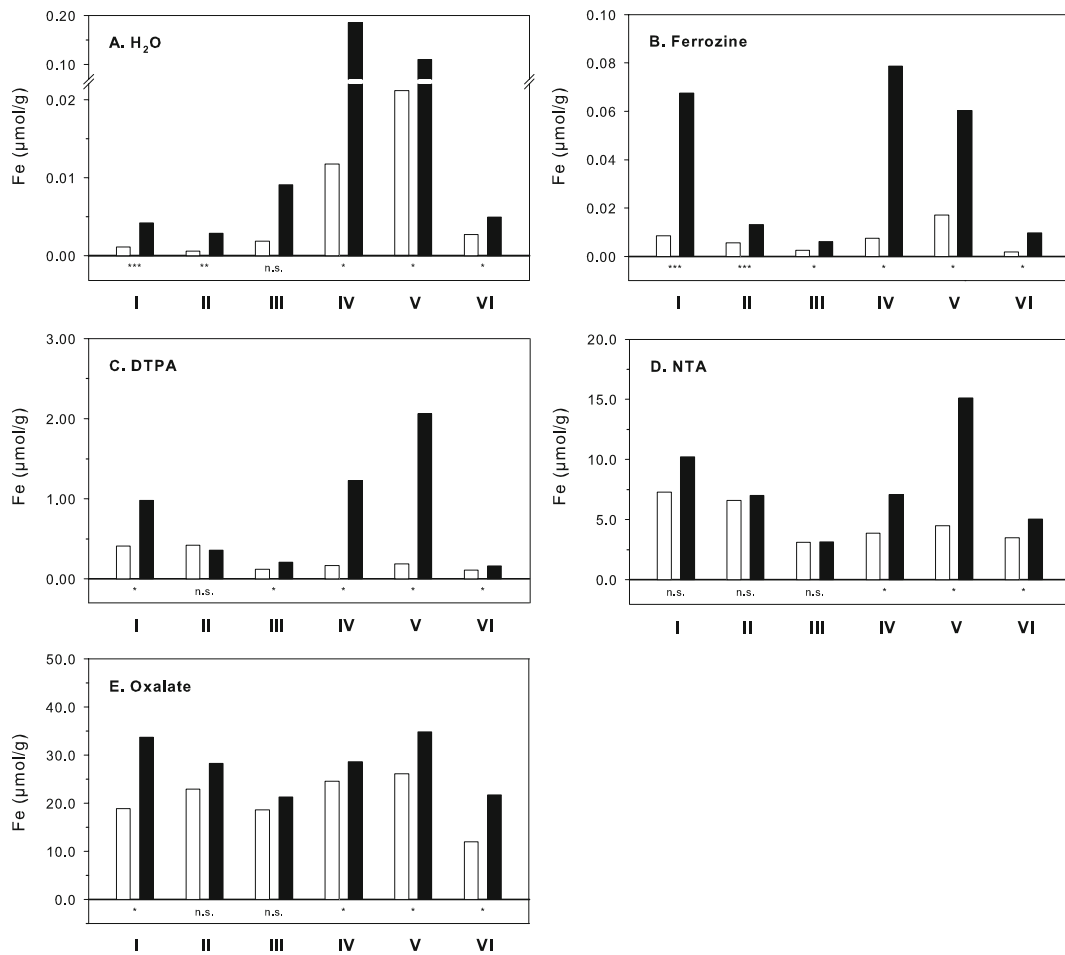 A. H₂O
Fe (µmol/g)
0.20
0.10
0.02
0.01
0.00
*** ** n.s. * * *
I II III IV V VI
B. Ferrozine
Fe (µmol/g)
0.10
0.08
0.06
0.04
0.02
0.00
*** *** * * * *
I II III IV V VI
C. DTPA
Fe (µmol/g)
3.00
2.00
1.00
0.00
* n.s. * * * *
I II III IV V VI
D. NTA
Fe (µmol/g)
20.0
15.0
10.0
5.0
0.0
n.s. n.s. n.s. * * *
I II III IV V VI
E. Oxalate
Fe (µmol/g)
50.0
40.0
30.0
20.0
10.0
0.0
* n.s. n.s. * * *
I II III IV V VI